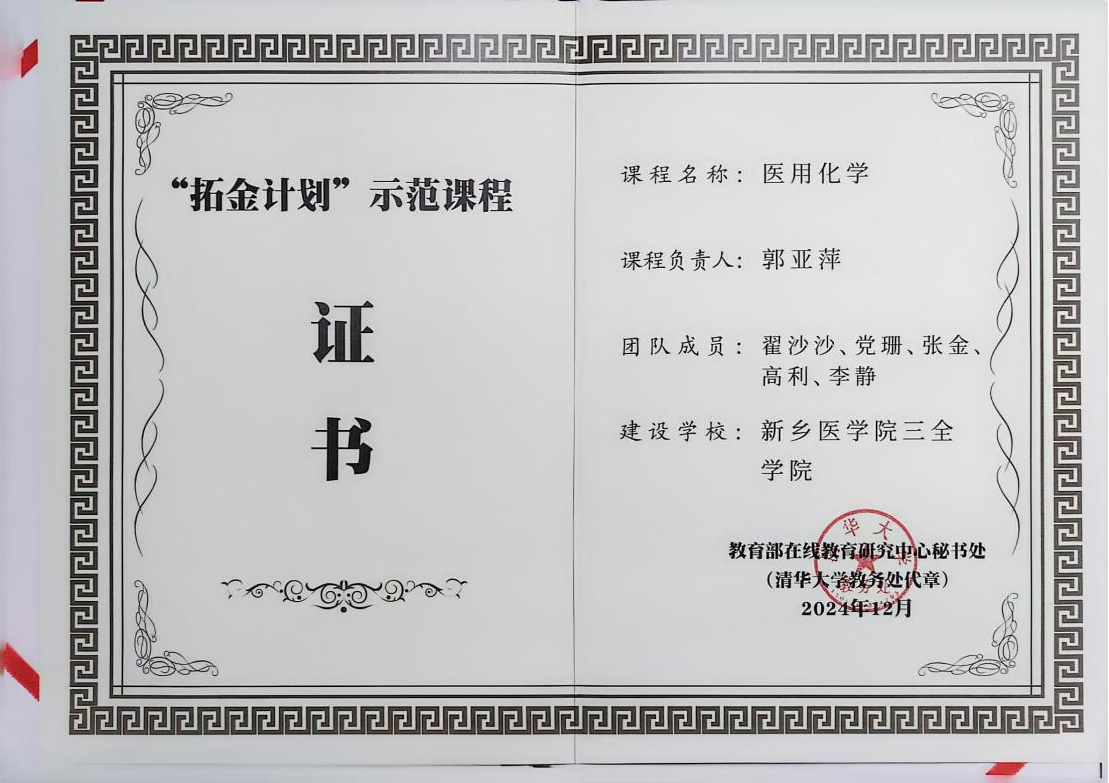 “拓金计划”示范课程
证
书
课程名称：医用化学
课程负责人：郭亚萍
团队成员：翟沙沙、党珊、张金、
高利、李静
建设学校：新乡医学院三全
学院
教育部在线教育研究中心秘书处
（清华大学教务处代章）
2024年12月